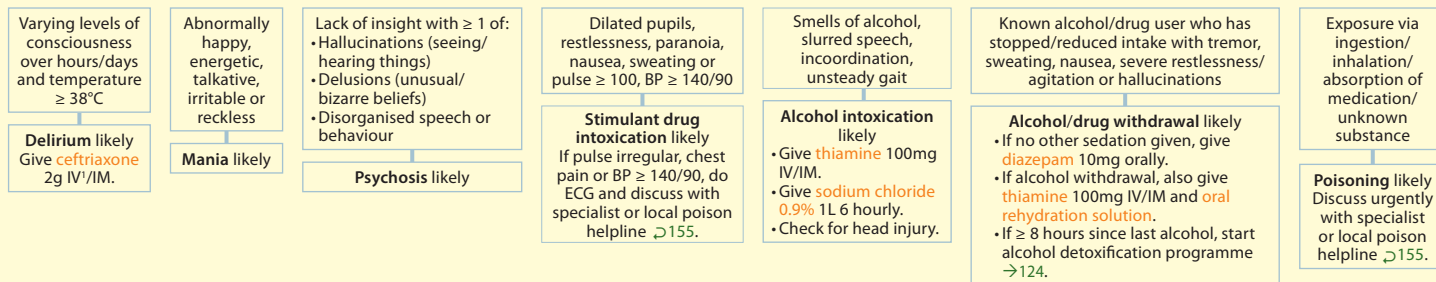 Varying levels of
consciousness
over hours/days
and temperature
≥ 38°C
Delirium likely
Give ceftriaxone
2g IV¹/IM.
Abnormally
happy,
energetic,
talkative,
irritable or
reckless
Mania likely
Lack of insight with ≥ 1 of:
• Hallucinations (seeing/
hearing things)
• Delusions (unusual/
bizarre beliefs)
• Disorganised speech or
behaviour
Psychosis likely
Dilated pupils,
restlessness, paranoia,
nausea, sweating or
pulse ≥ 100, BP ≥ 140/90
Stimulant drug
intoxication likely
If pulse irregular, chest
pain or BP ≥ 140/90, do
ECG and discuss with
specialist or local poison
helpline ⮌155.
Smells of alcohol,
slurred speech,
incoordination,
unsteady gait
Alcohol intoxication
likely
• Give thiamine 100mg
IV/IM.
• Give sodium chloride
0.9% 1L 6 hourly.
• Check for head injury.
Known alcohol/drug user who has
stopped/reduced intake with tremor,
sweating, nausea, severe restlessness/
agitation or hallucinations
Alcohol/drug withdrawal likely
• If no other sedation given, give
diazepam 10mg orally.
• If alcohol withdrawal, also give
thiamine 100mg IV/IM and oral
rehydration solution.
• If ≥ 8 hours since last alcohol, start
alcohol detoxification programme
→124.
Exposure via
ingestion/
inhalation/
absorption of
medication/
unknown
substance
Poisoning likely
Discuss urgently
with specialist
or local poison
helpline ⮌155.